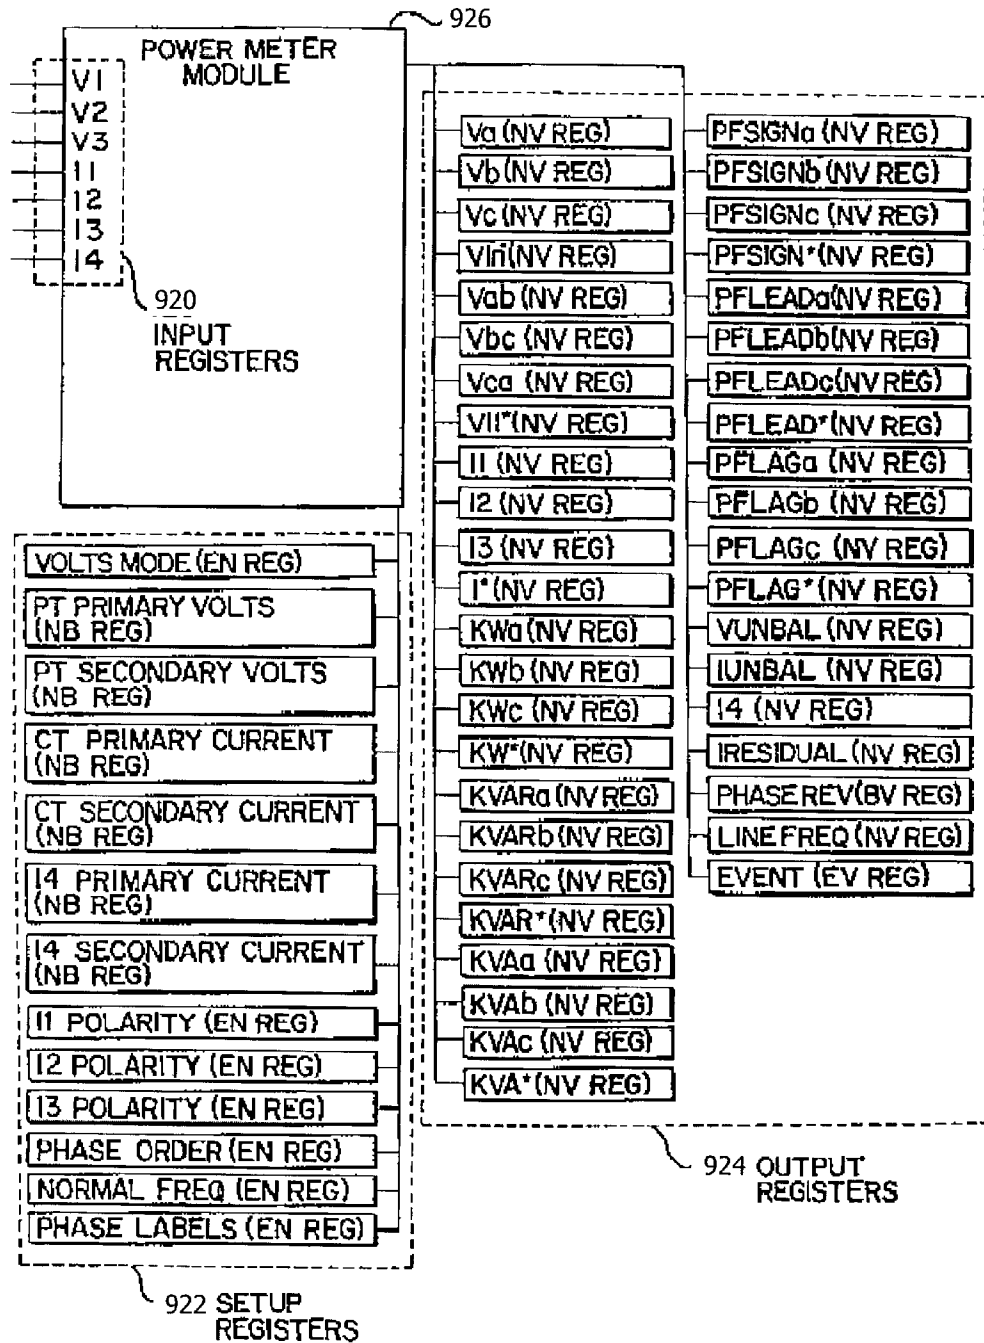 926
POWER METER
MODULE
V1
V2
V3
I1
I2
I3
I4
920
INPUT
REGISTERS
VOLTS MODE (EN REG)
PT PRIMARY VOLTS
(NB REG)
PT SECONDARY VOLTS
(NB REG)
CT PRIMARY CURRENT
(NB REG)
CT SECONDARY CURRENT
(NB REG)
I4 PRIMARY CURRENT
(NB REG)
I4 SECONDARY CURRENT
(NB REG)
I1 POLARITY (EN REG)
I2 POLARITY (EN REG)
I3 POLARITY (EN REG)
PHASE ORDER (EN REG)
NORMAL FREQ (EN REG)
PHASE LABELS (EN REG)
922 SETUP
REGISTERS
Va (NV REG)
Vb (NV REG)
Vc (NV REG)
(NV REG)
Vab (NV REG)
Vbc (NV REG)
Vca (NV REG)
Vll* (NV REG)
I1 (NV REG)
I2 (NV REG)
I3 (NV REG)
I* (NV REG)
KWa (NV REG)
KWb (NV REG)
KWc (NV REG)
KW* (NV REG)
KVARa (NV REG)
KVARb (NV REG)
KVARc (NV REG)
KVAR* (NV REG)
KVAa (NV REG)
KVAb (NV REG)
KVAc (NV REG)
KVA* (NV REG)
PFSIGNa (NV REG)
PFSIGNb (NV REG)
PFSIGNc (NV REG)
PFSIGN* (NV REG)
PFLEADa (NV REG)
PFLEADb (NV REG)
PFLEADc (NV REG)
PFLEAD* (NV REG)
PFLAGa (NV REG)
PFLAGb (NV REG)
PFLAGc (NV REG)
PFLAG* (NV REG)
VUNBAL (NV REG)
IUNBAL (NV REG)
I4 (NV REG)
IRESIDUAL (NV REG)
PHASE REV (BV REG)
LINE FREQ (NV REG)
EVENT (EV REG)
924 OUTPUT
REGISTERS